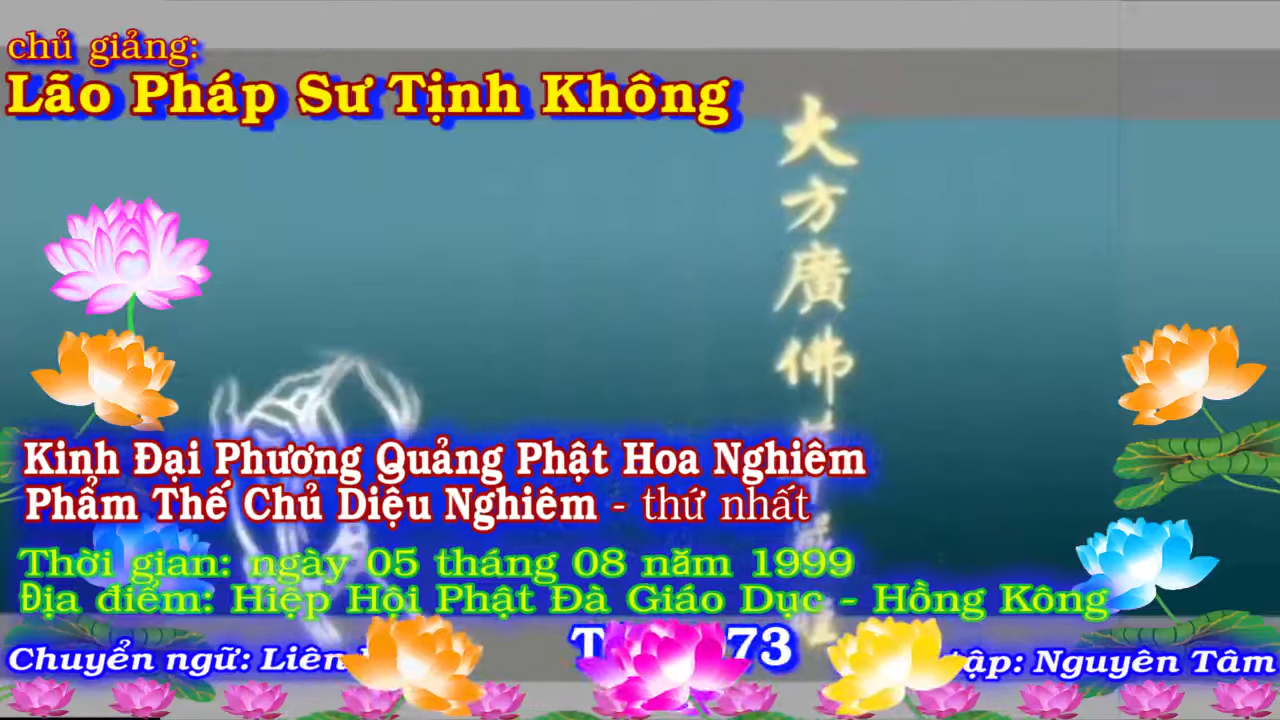 chủ giảng:
Lão Pháp Sư Tịnh Không
大方廣佛
Kinh Đại Phương Quảng Phật Hoa Nghiêm
Phẩm Thế Chủ Diệu Nghiêm - thứ nhất
Thời gian: ngày 05 tháng 08 năm 1999
Địa điểm: Hiệp Hội Phật Đà Giáo Dục - Hồng Kông
Chuyển ngữ: Liên
73
tập: Nguyên Tâm